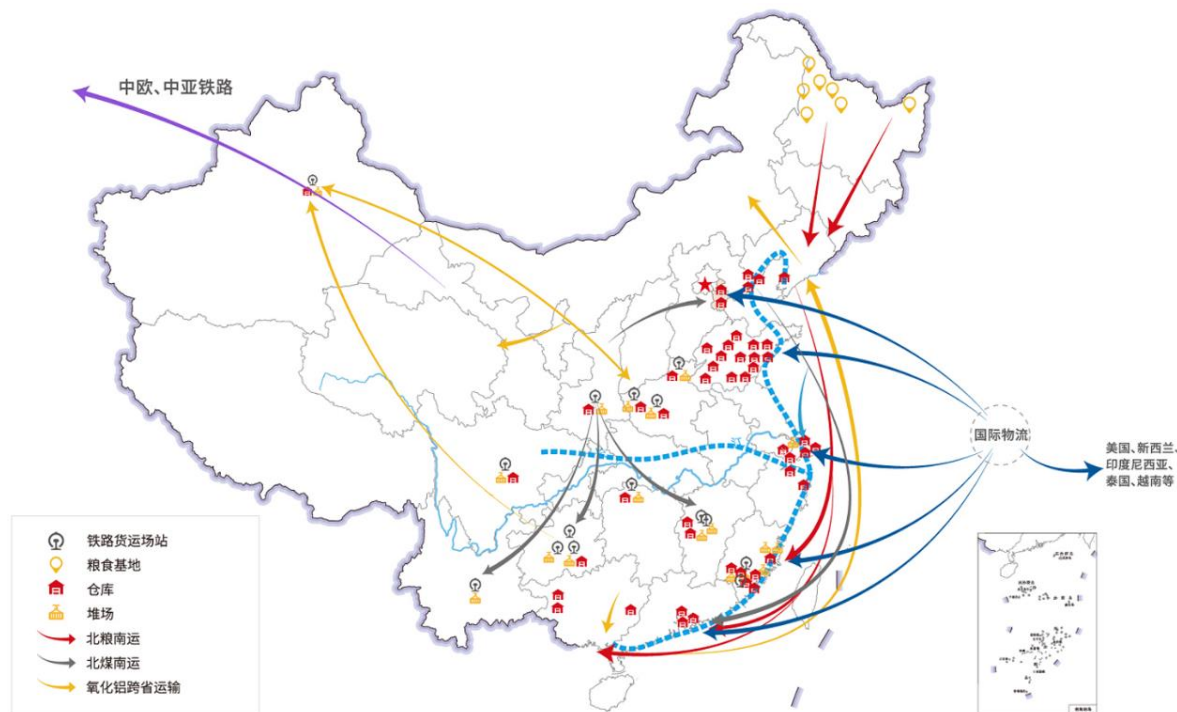 中欧、中亚铁路
国际物流
美国、新西兰、
印度尼西亚、
泰国、越南等
铁路货运场站
粮食基地
仓库
堆场
北粮南运
北煤南运
氧化铝跨省运输